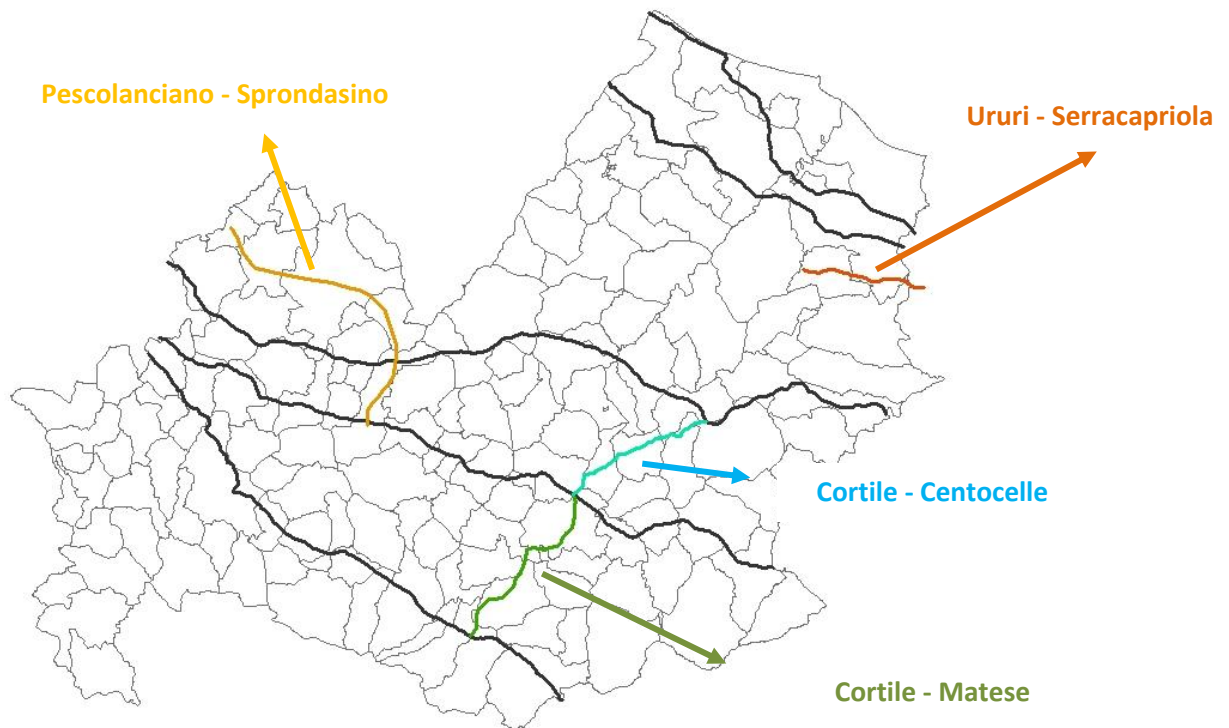 Pescolanciano - Sprondasino
Ururi - Serracapriola
Cortile - Centocelle
Cortile - Matese